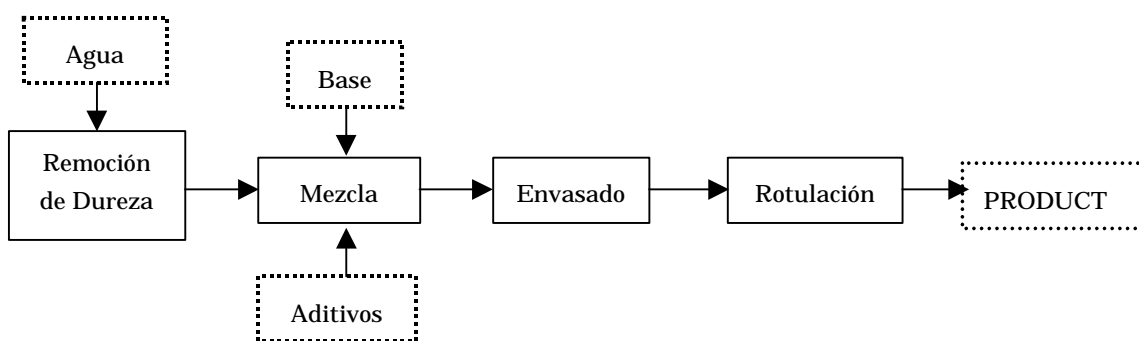 Agua
Base
Remoción
de Dureza
Mezcla
Envasado
Rotulación
PRODUCT
Aditivos